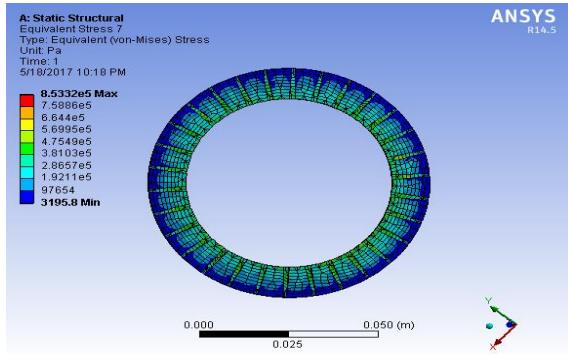 A: Static Structural
Equivalent Stress 7
Type: Equivalent (von-Mises) Stress
Unit: Pa
Time: 1
5/18/2017 10:18 PM
ANSYS
R14.5
8.5332e5 Max
7.5886e5
6.644e5
5.6995e5
4.7549e5
3.8103e5
2.8657e5
1.9211e5
97654
3195.8 Min
0.000 0.050 (m)
0.025
Y
X